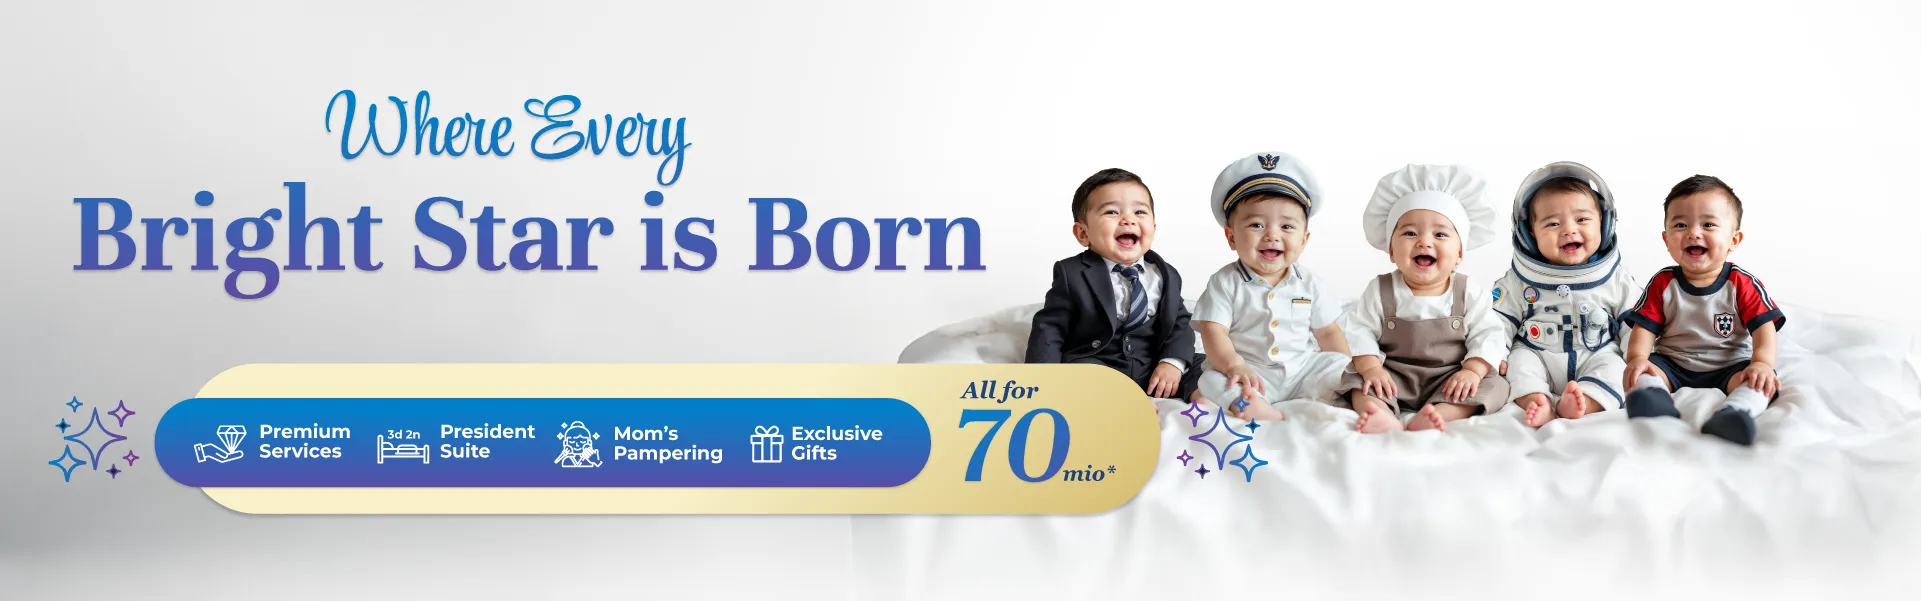 Where Every
Bright Star is Born
Premium
Services
3d 2n
President
Suite
Mom's
Pampering
Exclusive
Gifts
All for
70 mio*